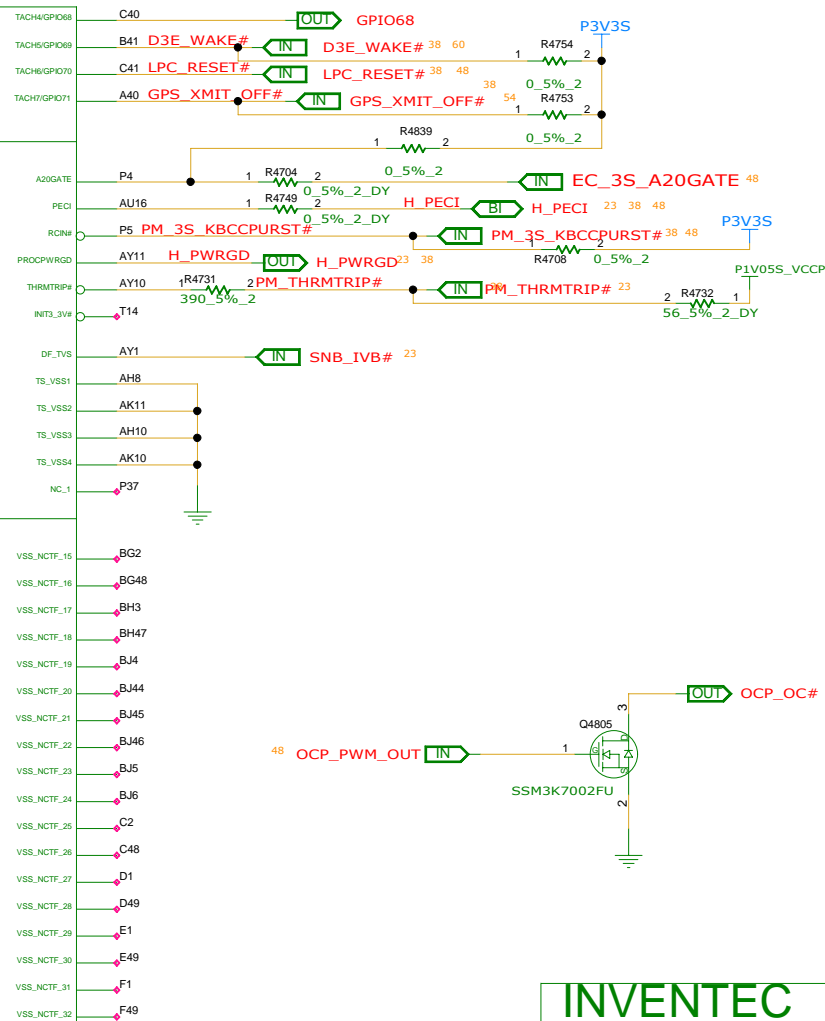 TACH4/GPIO68 C40 OUT GPIO68
P3V3S
TACH5/GPIO69 B41 D3E_WAKE# IN D3E_WAKE# 38 60 1 R4754 2
0_5%_2
TACH6/GPIO70 C41 LPC_RESET# IN LPC_RESET# 38 48
38
TACH7/GPIO71 A40 GPS_XMIT_OFF# IN GPS_XMIT_OFF# 54 1 R4753 2
0_5%_2
1 R4839 2
0_5%_2
A20GATE P4 1 R4704 2 IN EC_3S_A20GATE 48
0_5%_2_DY
PECI AU16 1 R4749 2 H_PECI BI H_PECI 23 38 48
0_5%_2_DY
P3V3S
RCIN# P5 PM_3S_KBCCPURST# IN PM_3S_KBCCPURST# 38 48
1 R4708 2 0_5%_2
PROCPWRGD AY11 H_PWRGD OUT H_PWRGD 23 38
P1V05S_VCCP
THRMTRIP# AY10 1 R4731 2 PM_THRMTRIP# IN PM_THRMTRIP# 23
390_5%_2
2 R4732 1
56_5%_2_DY
INIT3_3V# T14
DF_TVS AY1 IN SNB_IVB# 23
TS_VSS1 AH8
TS_VSS2 AK11
TS_VSS3 AH10
TS_VSS4 AK10
NC_1 P37
VSS_NCTF_15 BG2
VSS_NCTF_16 BG48
VSS_NCTF_17 BH3
VSS_NCTF_18 BH47
VSS_NCTF_19 BJ4
VSS_NCTF_20 BJ44
VSS_NCTF_21 BJ45
VSS_NCTF_22 BJ46
VSS_NCTF_23 BJ5
VSS_NCTF_24 BJ6
VSS_NCTF_25 C2
VSS_NCTF_26 C48
VSS_NCTF_27 D1
VSS_NCTF_28 D49
VSS_NCTF_29 E1
VSS_NCTF_30 E49
VSS_NCTF_31 F1
VSS_NCTF_32 F49
OUT OCP_OC#
3
Q4805
D
48 OCP_PWM_OUT IN 1 G
S
SSM3K7002FU
2
INVENTEC